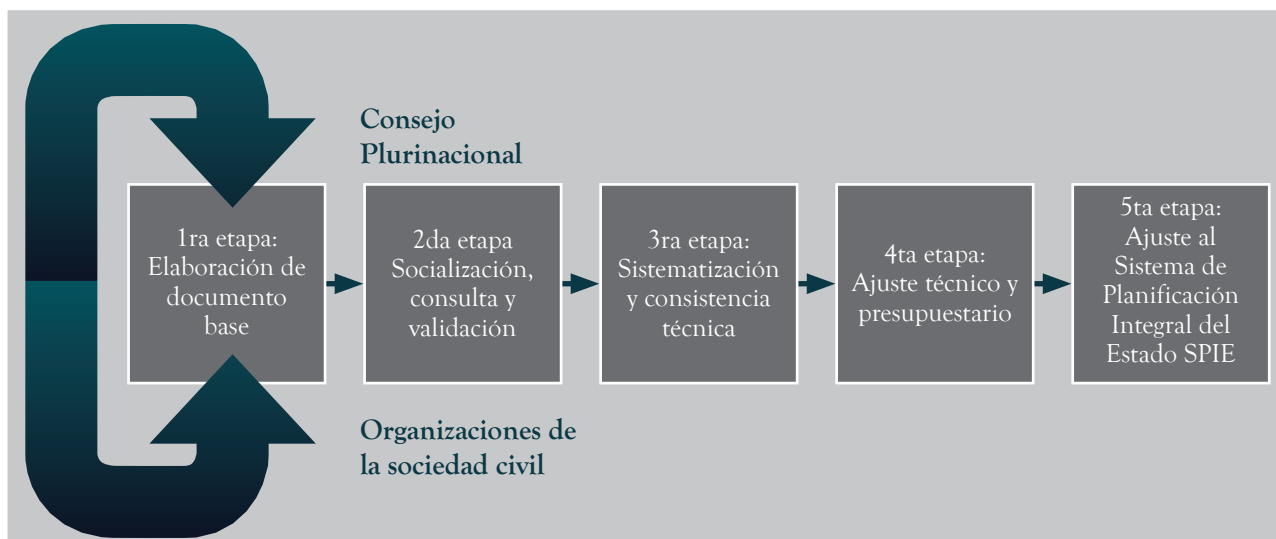 Consejo
Plurinacional
1ra etapa:
Elaboración de
documento
base
2da etapa
Socialización,
consulta y
validación
3ra etapa:
Sistematización
y consistencia
técnica
4ta etapa:
Ajuste técnico y
presupuestario
5ta etapa:
Ajuste al
Sistema de
Planificación
Integral del
Estado SPIE
Organizaciones de
la sociedad civil